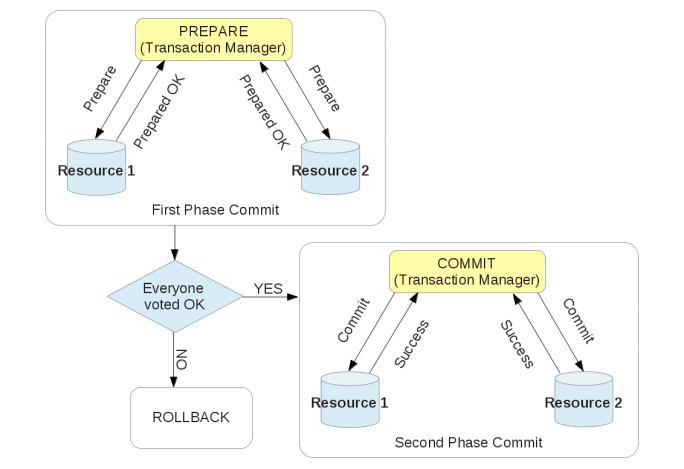 PREPARE
(Transaction Manager)
Prepare
Prepared OK
Prepared OK
Prepare
Resource 1
Resource 2
First Phase Commit
Everyone
voted OK
YES
NO
ROLLBACK
COMMIT
(Transaction Manager)
Commit
Success
Success
Commit
Resource 1
Resource 2
Second Phase Commit